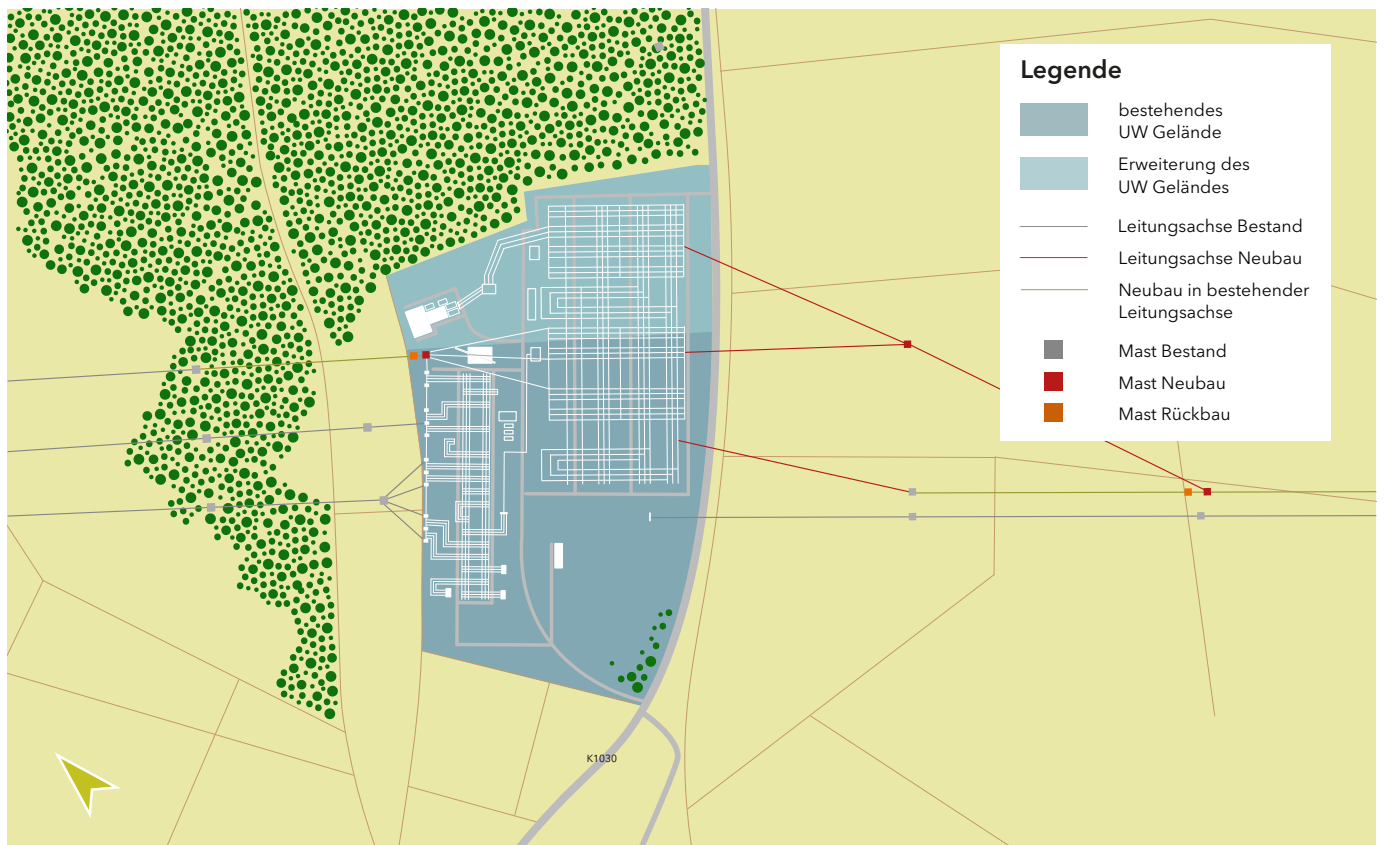 Legende
bestehendes
UW Gelände
Erweiterung des
UW Geländes
Leitungsachse Bestand
Leitungsachse Neubau
Neubau in bestehender
Leitungsachse
Mast Bestand
Mast Neubau
Mast Rückbau
K1030